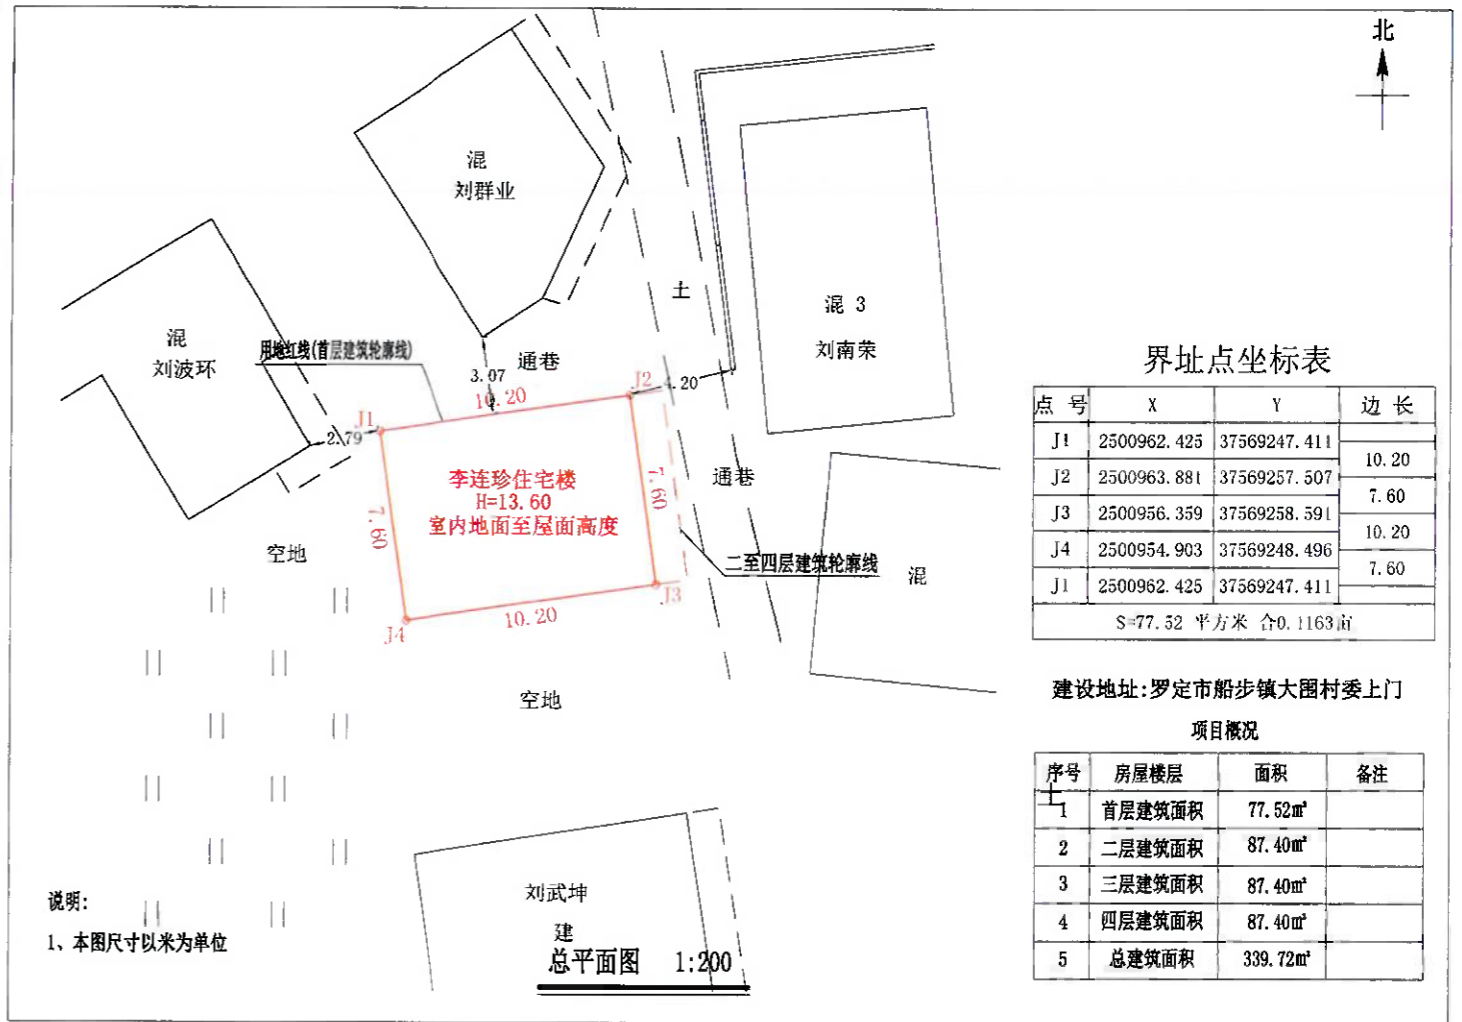 北
混
刘群业
土
混 3
刘南荣
混
刘波环
用地红线(首层建筑轮廓线)
通巷
3.07
10.20
J2
4.20
J1
2.79
7.60
李连珍住宅楼
H=13.60
室内地面至屋面高度
7.60
通巷
空地
二至四层建筑轮廓线
混
J3
J4
10.20
空地
刘武坤
建
说明:
1、本图尺寸以米为单位
总平面图 1:200
界址点坐标表
点 号 X Y 边 长
J1 2500962.425 37569247.411
10.20
J2 2500963.881 37569257.507
7.60
J3 2500956.359 37569258.591
10.20
J4 2500954.903 37569248.496
7.60
J1 2500962.425 37569247.411
S=77.52 平方米 合0.1163亩
建设地址:罗定市船步镇大围村委上门
项目概况
序号 房屋楼层 面积 备注
1 首层建筑面积 77.52m²
2 二层建筑面积 87.40m²
3 三层建筑面积 87.40m²
4 四层建筑面积 87.40m²
5 总建筑面积 339.72m²